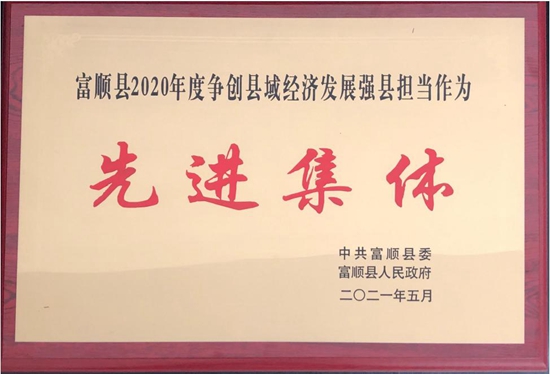 富顺县2020年度争创县域经济发展强县担当作为
先进集体
中共富顺县委
富顺县人民政府
二〇二一年五月